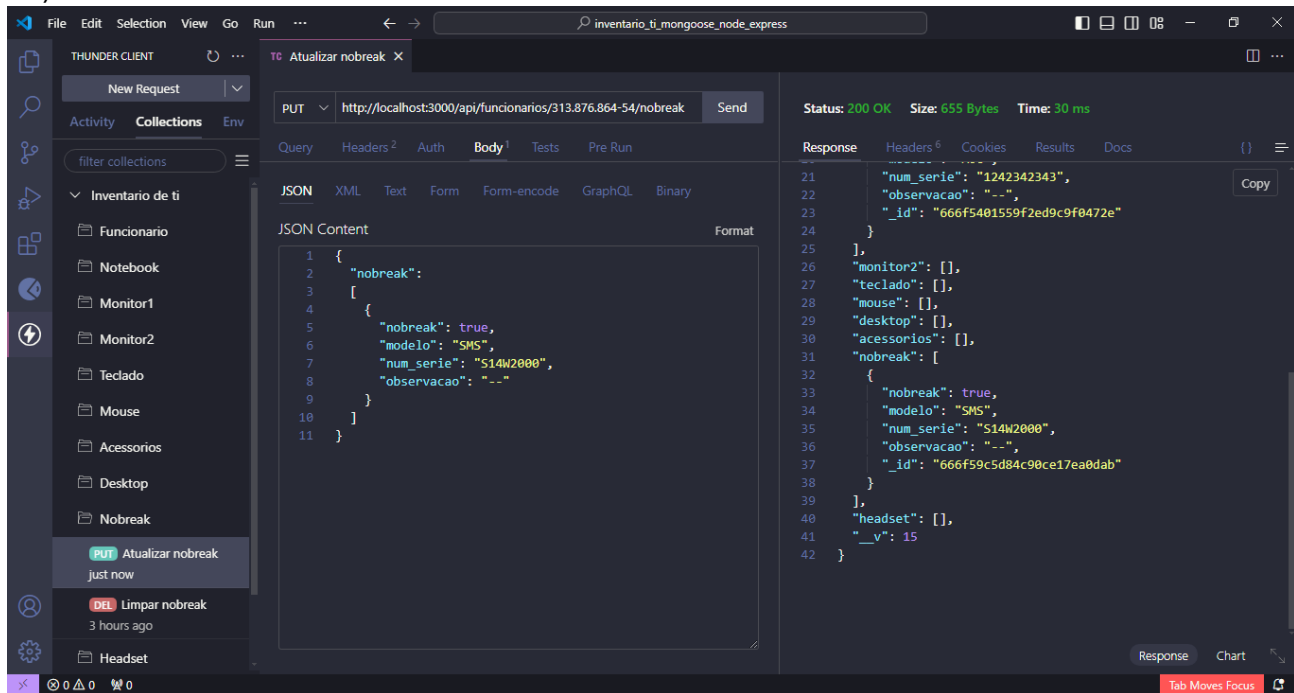 File Edit Selection View Go Run ··· inventario_ti_mongoose_node_express
THUNDER CLIENT
New Request
Activity Collections Env
filter collections
Inventario de ti
Funcionario
Notebook
Monitor1
Monitor2
Teclado
Mouse
Acessorios
Desktop
Nobreak
PUT Atualizar nobreak
just now
DEL Limpar nobreak
3 hours ago
Headset
TC Atualizar nobreak
PUT http://localhost:3000/api/funcionarios/313.876.864-54/nobreak Send
Query Headers 2 Auth Body 1 Tests Pre Run
JSON XML Text Form Form-encode GraphQL Binary
JSON Content Format
1 {
2 "nobreak":
3 [
4 {
5 "nobreak": true,
6 "modelo": "SMS",
7 "num_serie": "S14W2000",
8 "observacao": "--"
9 }
10 ]
11 }
Status: 200 OK Size: 655 Bytes Time: 30 ms
Response Headers 6 Cookies Results Docs { }
Copy
21 "num_serie": "1242342343",
22 "observacao": "--",
23 "_id": "666f5401559f2ed9c9f0472e"
24 }
25 ],
26 "monitor2": [],
27 "teclado": [],
28 "mouse": [],
29 "desktop": [],
30 "acessorios": [],
31 "nobreak": [
32 {
33 "nobreak": true,
34 "modelo": "SMS",
35 "num_serie": "S14W2000",
36 "observacao": "--",
37 "_id": "666f59c5d84c90ce17ea0dab"
38 }
39 ],
40 "headset": [],
41 "__v": 15
42 }
Response Chart
0 0 0 Tab Moves Focus